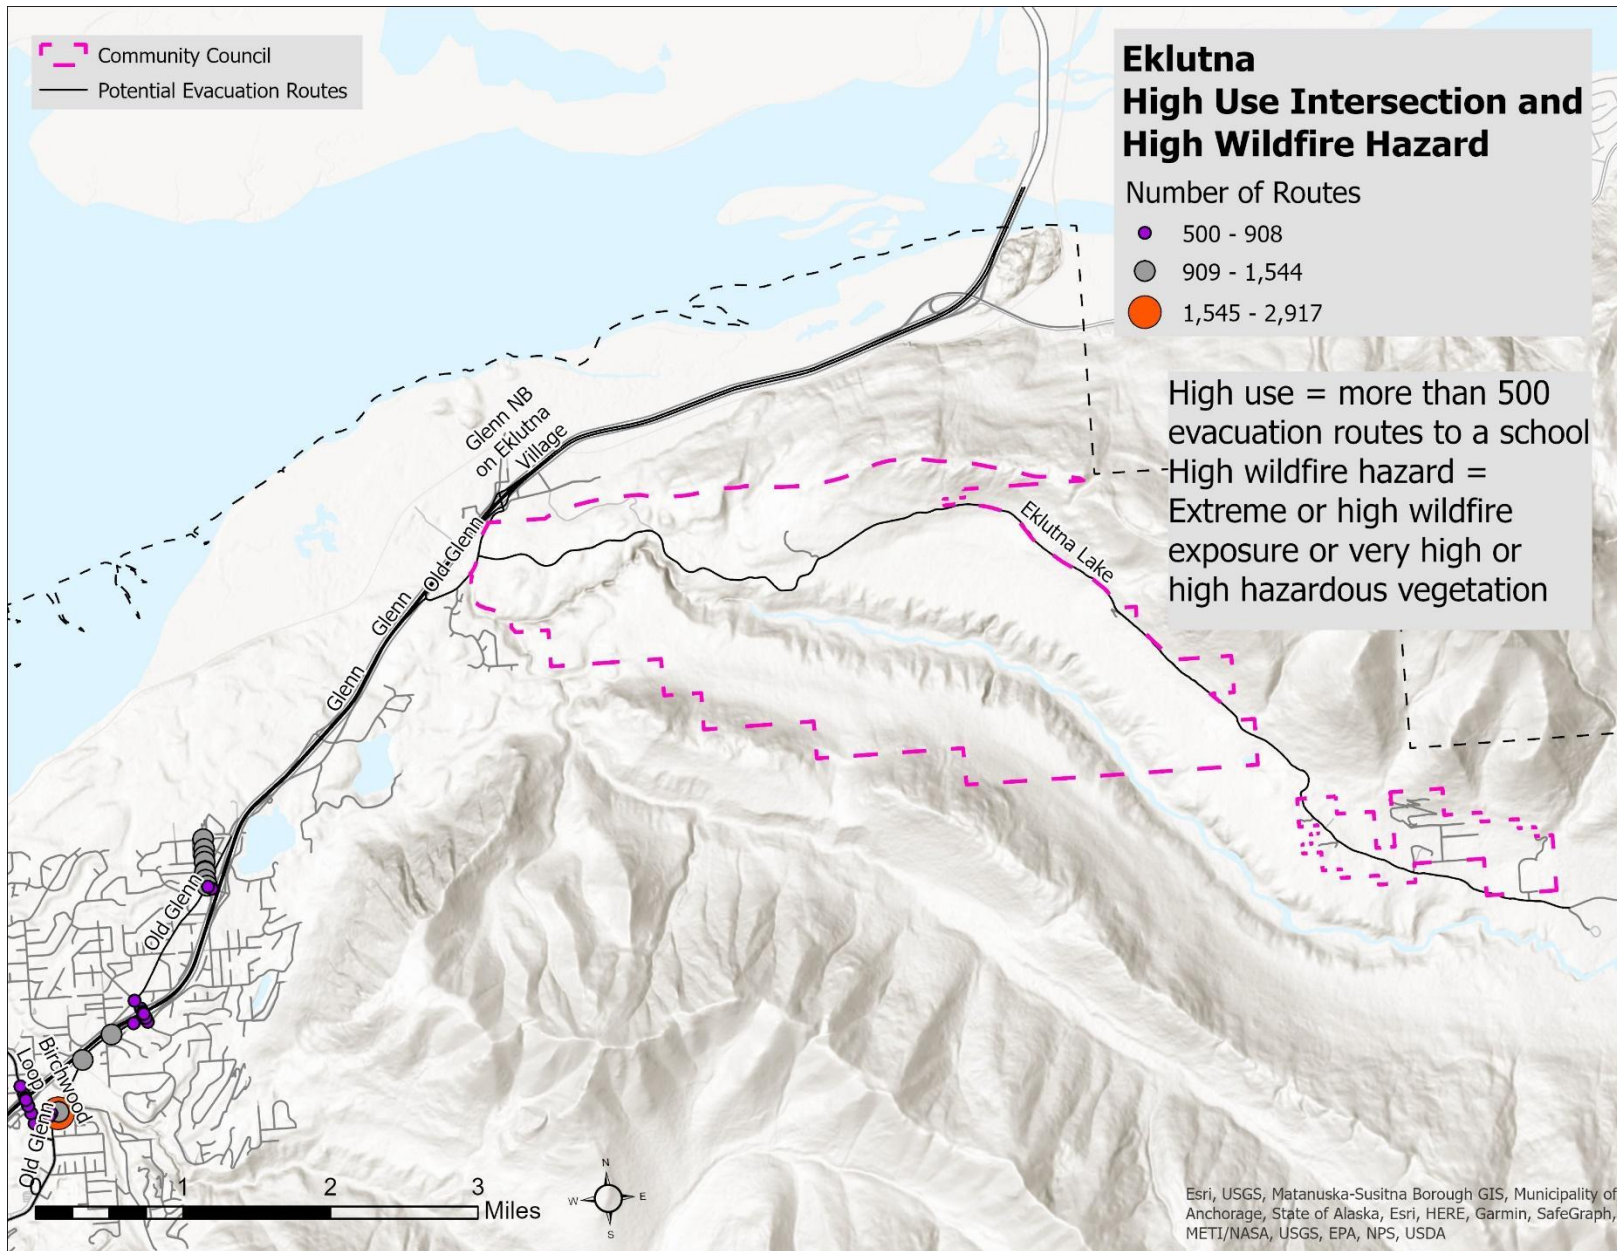 Community Council
Potential Evacuation Routes
Eklutna
High Use Intersection and
High Wildfire Hazard
Number of Routes
500 - 908
909 - 1,544
1,545 - 2,917
High use = more than 500
evacuation routes to a school
High wildfire hazard =
Extreme or high wildfire
exposure or very high or
high hazardous vegetation
Glenn NB
on Eklutna
Village
Eklutna Lake
Old Glenn
Glenn
Glenn
Old Glenn
Birchwood
Loop
Old Glenn
0 1 2 3
Miles
N
W E
S
Esri, USGS, Matanuska-Susitna Borough GIS, Municipality of
Anchorage, State of Alaska, Esri, HERE, Garmin, SafeGraph,
METI/NASA, USGS, EPA, NPS, USDA